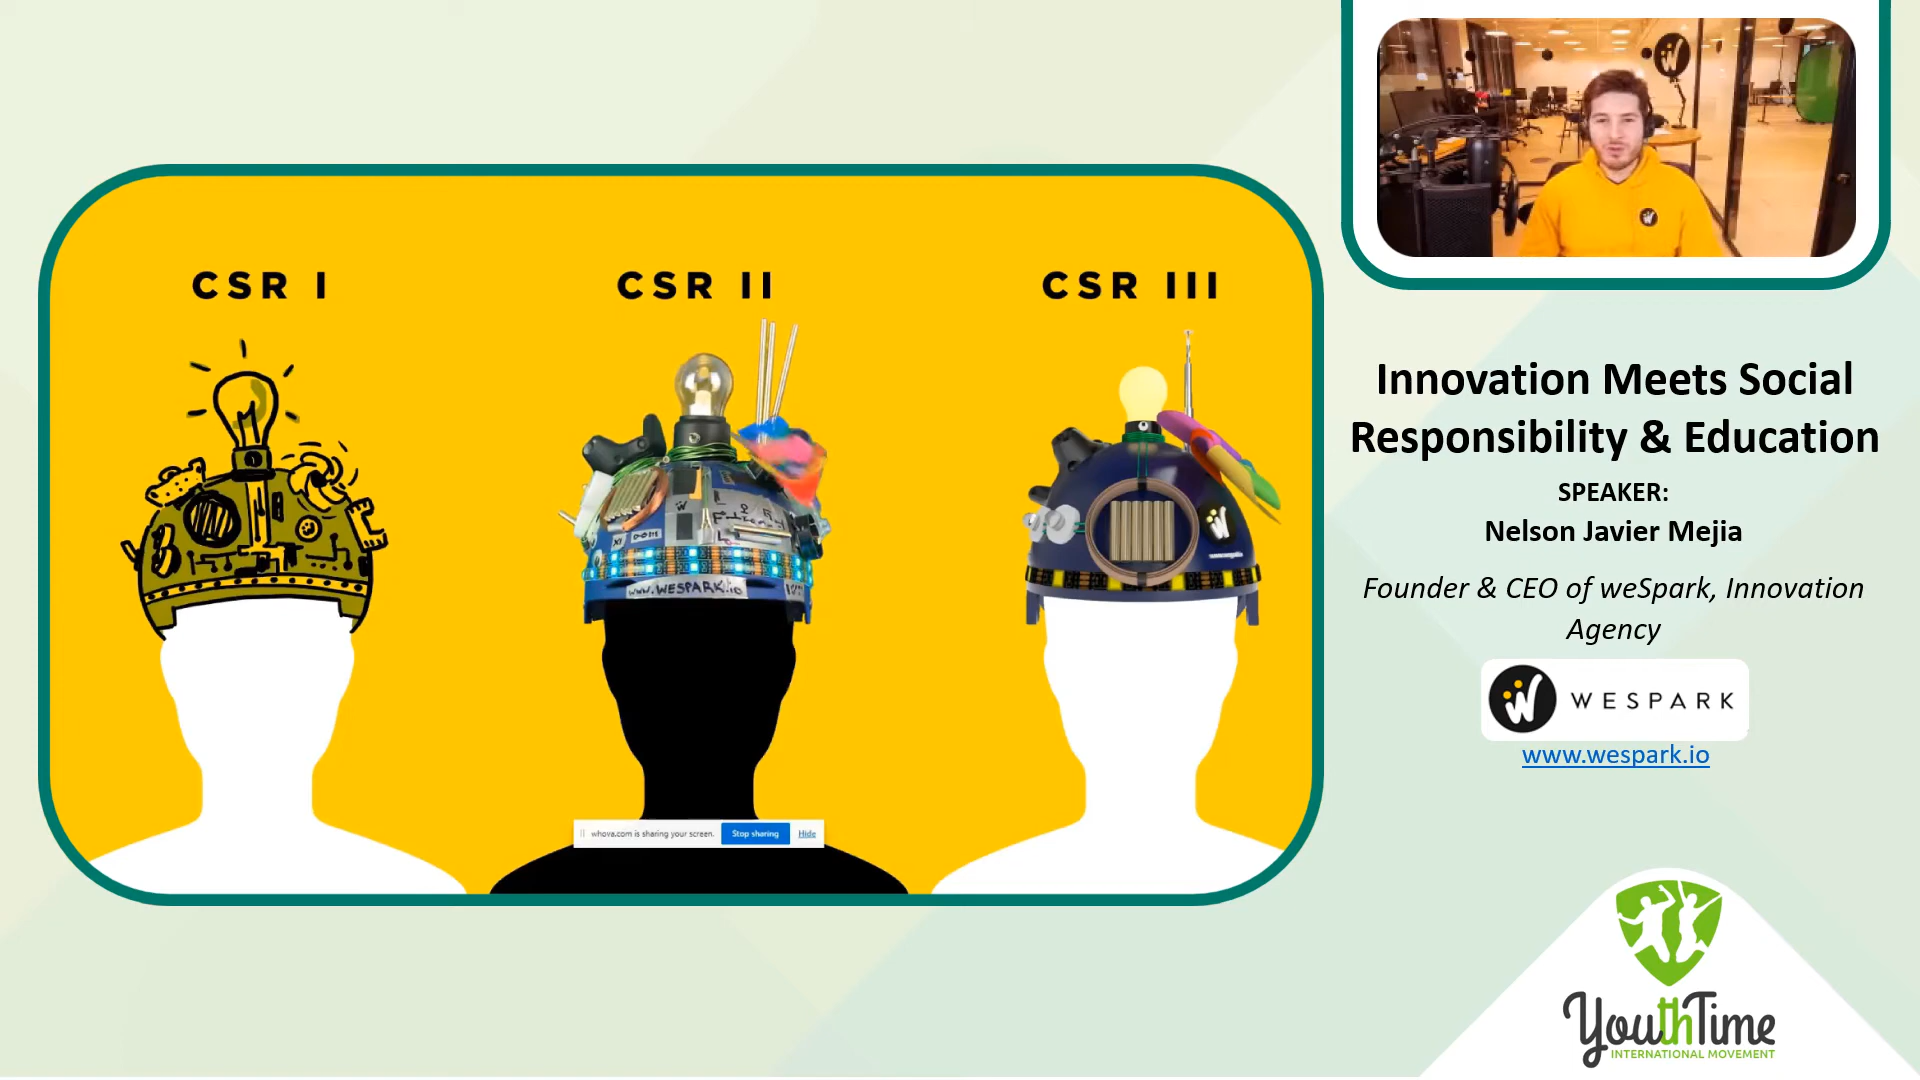 CSR I
CSR II
CSR III
WWW.WESPARK.io
whova.com is sharing your screen. Stop sharing Hide
Innovation Meets Social
Responsibility & Education
SPEAKER:
Nelson Javier Mejia
Founder & CEO of weSpark, Innovation
Agency
WESPARK
www.wespark.io
YouthTime
INTERNATIONAL MOVEMENT